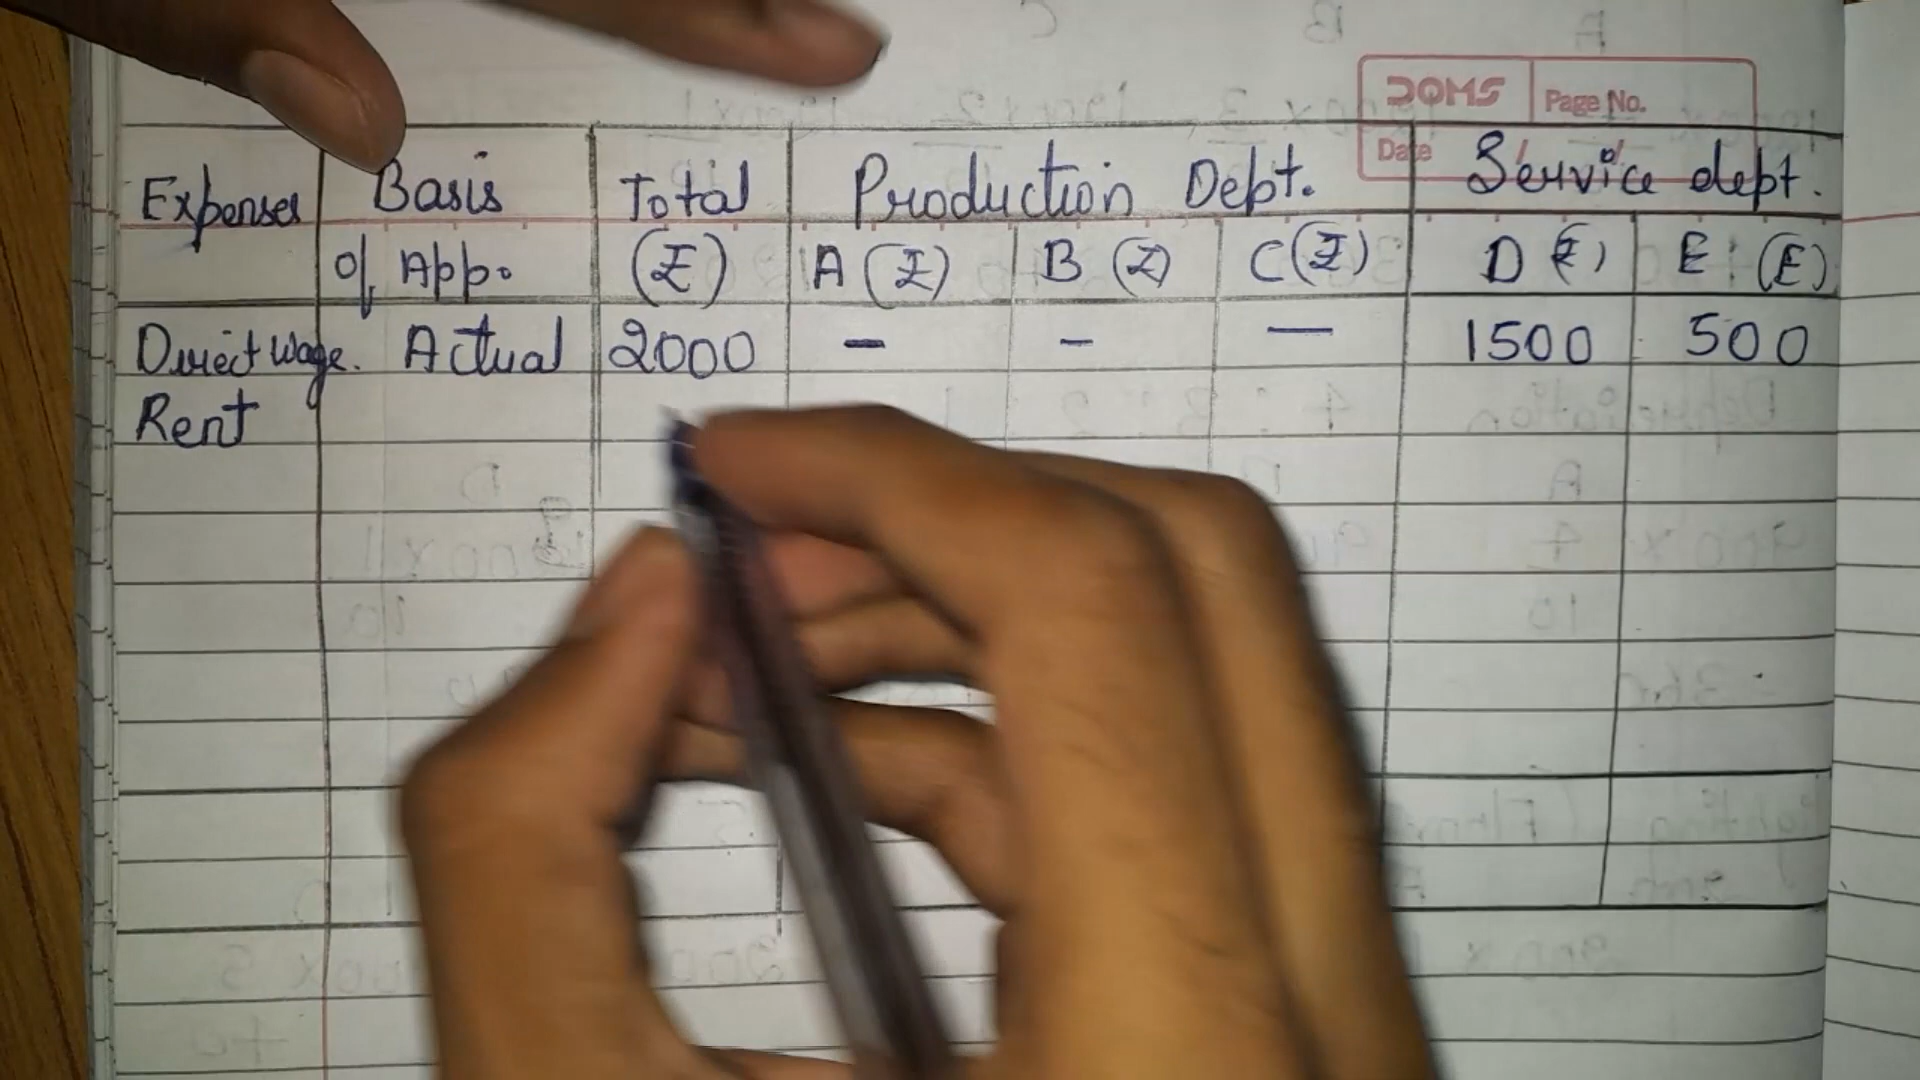 DOMS Page No.
Date
Expenses Basis Total Production Dept. Service dept.
of App. (₹) A (₹) B (₹) C (₹) D (₹) E (₹)
Direct wage. Actual 2000 - - - 1500 500
Rent